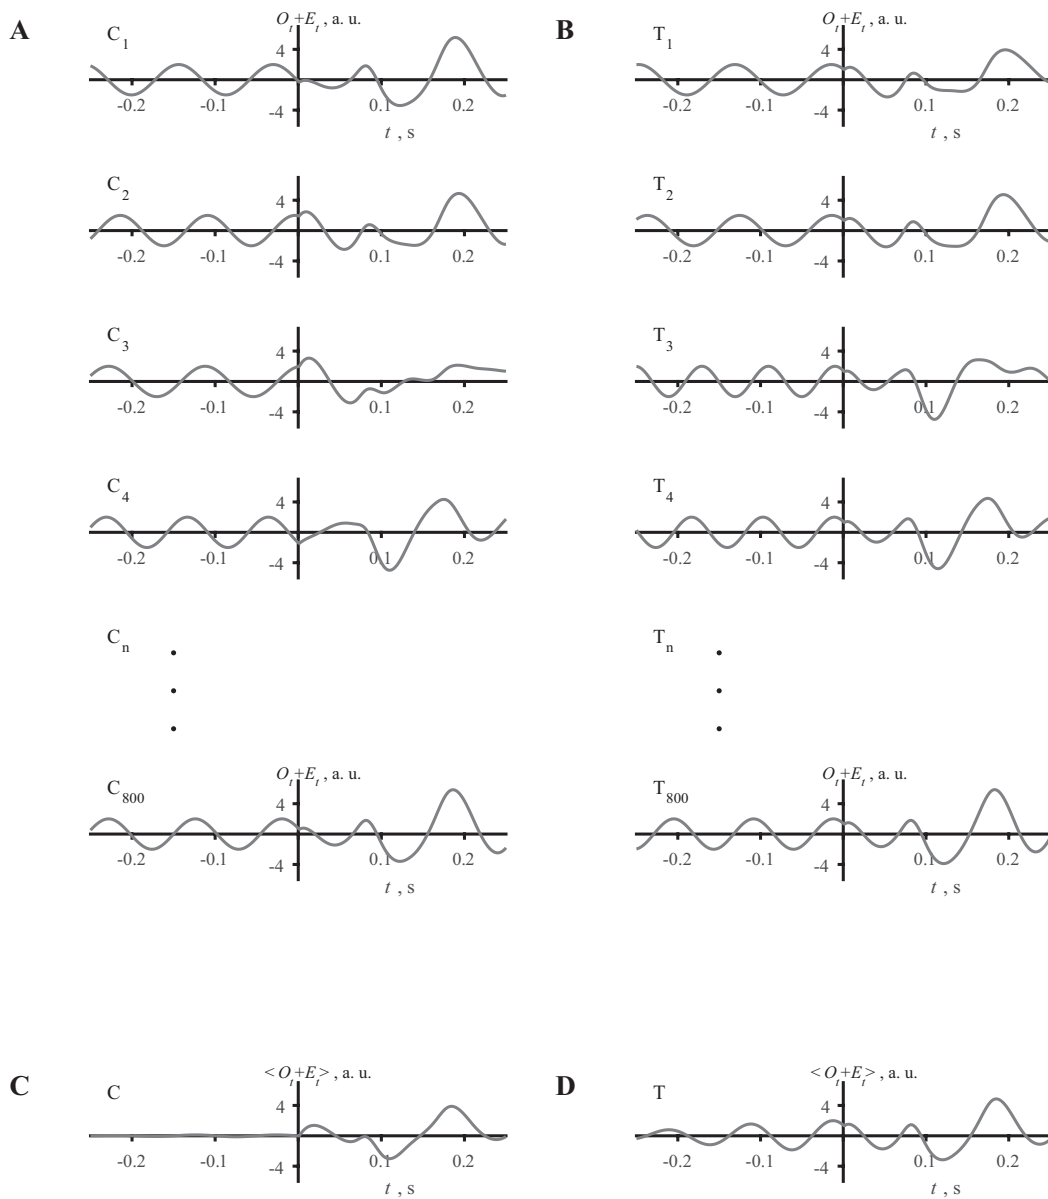 A
B
C₁
Oₜ+Eₜ , a. u.
4
-4
-0.2
-0.1
0.1
0.2
t , s
T₁
Oₜ+Eₜ , a. u.
4
-4
-0.2
-0.1
0.1
0.2
t , s
C₂
4
-4
-0.2
-0.1
0.1
0.2
T₂
4
-4
-0.2
-0.1
0.1
0.2
C₃
4
-4
-0.2
-0.1
0.1
0.2
T₃
4
-4
-0.2
-0.1
0.1
0.2
C₄
4
-4
-0.2
-0.1
0.1
0.2
T₄
4
-4
-0.2
-0.1
0.1
0.2
Cₙ
Tₙ
C₈₀₀
Oₜ+Eₜ , a. u.
4
-4
-0.2
-0.1
0.1
0.2
t , s
T₈₀₀
Oₜ+Eₜ , a. u.
4
-4
-0.2
-0.1
0.1
0.2
t , s
C
D
C
<Oₜ+Eₜ> , a. u.
4
-4
-0.2
-0.1
0.1
0.2
t , s
T
<Oₜ+Eₜ> , a. u.
4
-4
-0.2
-0.1
0.1
0.2
t , s